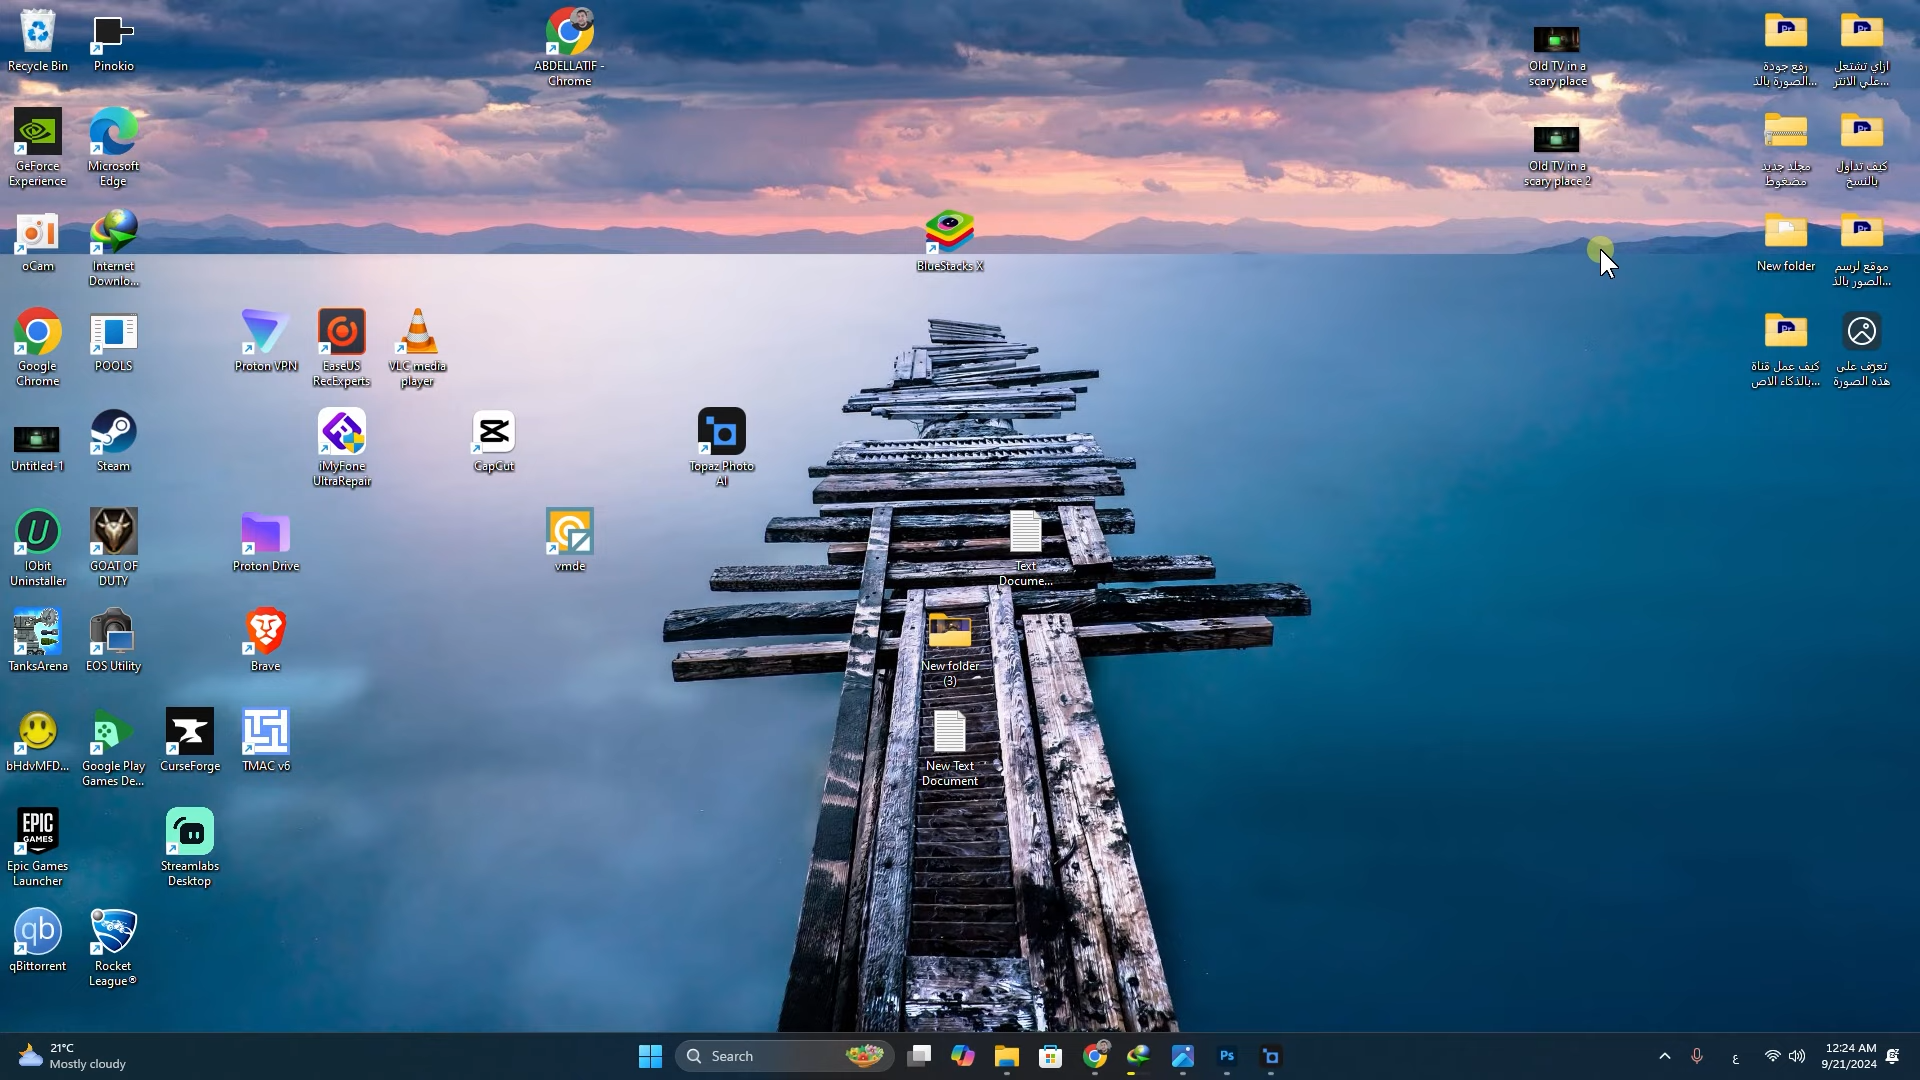 Recycle Bin
Pinokio
ABDELLATIF -
Chrome
Old TV in a
scary place
رفع جودة
الصورة بالذ...
ازاي تشتغل
علي الانتر...
GeForce
Experience
Microsoft
Edge
Old TV in a
scary place 2
مجلد جديد
مضغوط
كيف تداول
بالنسخ
oCam
Internet
Downlo...
BlueStacks X
New folder
موقع لرسم
الصور بالذ...
Google
Chrome
POOLS
Proton VPN
EaseUS
RecExperts
VLC media
player
كيف عمل قناة
بالذكاء الاص...
تعرّف على
هذه الصورة
Untitled-1
Steam
iMyFone
UltraRepair
CapCut
Topaz Photo
AI
IObit
Uninstaller
GOAT OF
DUTY
Proton Drive
vmde
Text
Docume...
TanksArena
EOS Utility
Brave
New folder
(3)
bHdvMFD...
Google Play
Games Be...
CurseForge
TMAC v6
New Text
Document
EPIC
GAMES
Epic Games
Launcher
Streamlabs
Desktop
qb
qBittorrent
Rocket
League®
21°C
Mostly cloudy
Search
Ps
ع
12:24 AM
9/21/2024